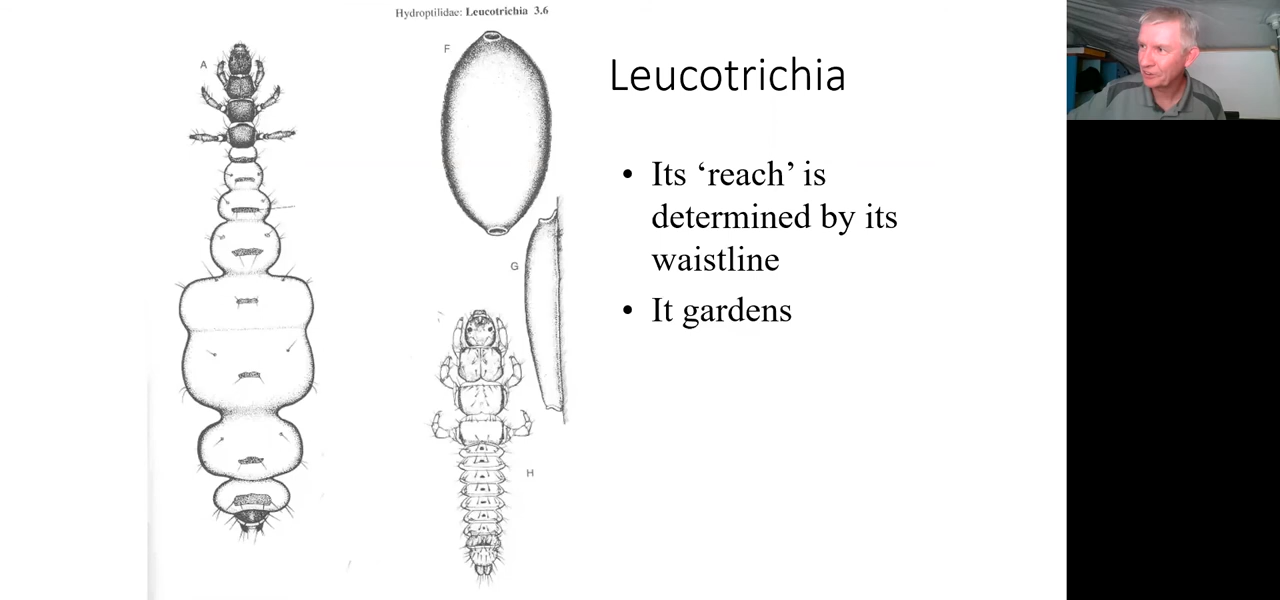 Hydroptilidae: Leucotrichia 3.6
A
F
G
H
Leucotrichia
• Its ‘reach’ is
determined by its
waistline
• It gardens